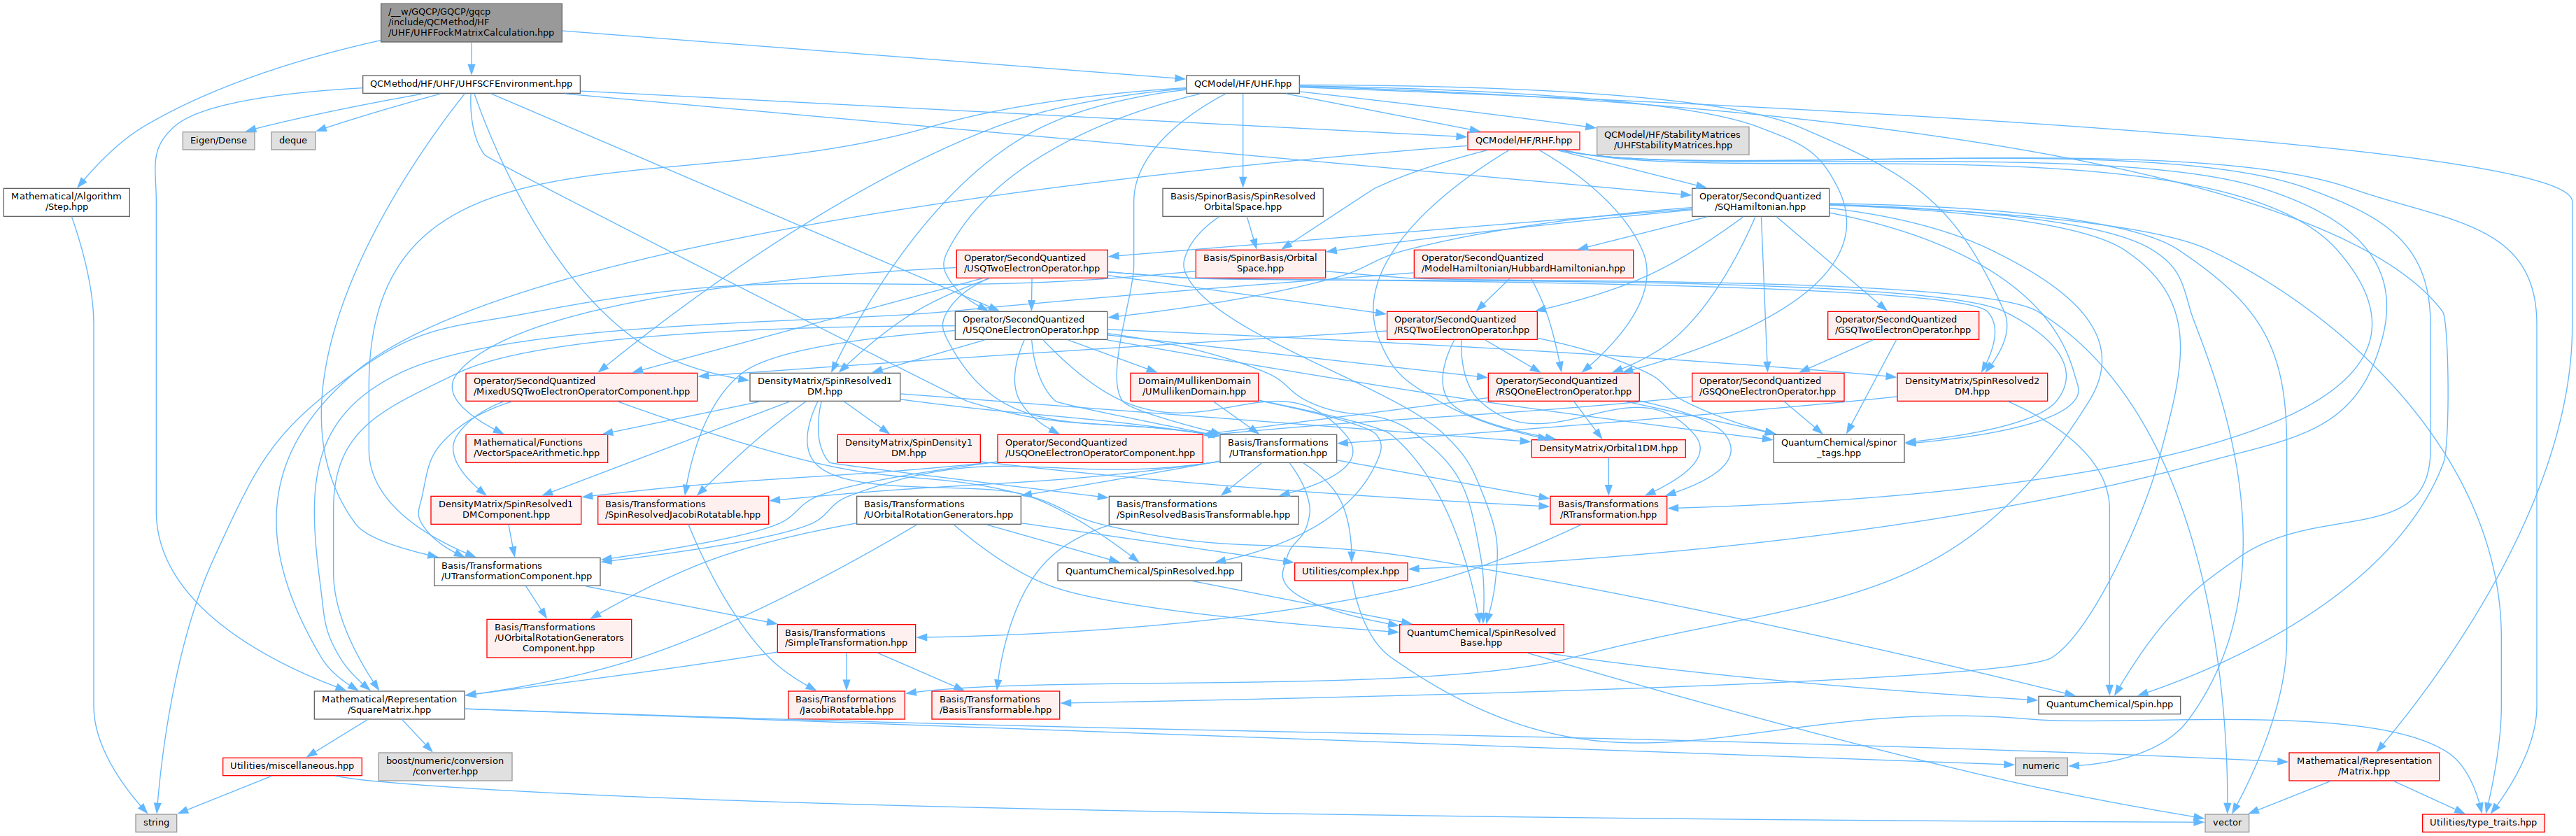 /__w/GQCP/GQCP/gqcp
/include/QCMethod/HF
/UHF/UHFFockMatrixCalculation.hpp
QCMethod/HF/UHF/UHFSCFEnvironment.hpp
QCModel/HF/UHF.hpp
Eigen/Dense
deque
QCModel/HF/RHF.hpp
QCModel/HF/StabilityMatrices
/UHFStabilityMatrices.hpp
Mathematical/Algorithm
/Step.hpp
Basis/SpinorBasis/SpinResolved
OrbitalSpace.hpp
Operator/SecondQuantized
/SQHamiltonian.hpp
Operator/SecondQuantized
/USQTwoElectronOperator.hpp
Basis/SpinorBasis/Orbital
Space.hpp
Operator/SecondQuantized
/ModelHamiltonian/HubbardHamiltonian.hpp
Operator/SecondQuantized
/USQOneElectronOperator.hpp
Operator/SecondQuantized
/RSQTwoElectronOperator.hpp
Operator/SecondQuantized
/GSQTwoElectronOperator.hpp
Operator/SecondQuantized
/MixedUSQTwoElectronOperatorComponent.hpp
DensityMatrix/SpinResolved1
DM.hpp
Domain/MullikenDomain
/UMullikenDomain.hpp
Operator/SecondQuantized
/RSQOneElectronOperator.hpp
Operator/SecondQuantized
/GSQOneElectronOperator.hpp
DensityMatrix/SpinResolved2
DM.hpp
Mathematical/Functions
/VectorSpaceArithmetic.hpp
DensityMatrix/SpinDensity1
DM.hpp
Operator/SecondQuantized
/USQOneElectronOperatorComponent.hpp
Basis/Transformations
/UTransformation.hpp
DensityMatrix/Orbital1DM.hpp
QuantumChemical/spinor
_tags.hpp
DensityMatrix/SpinResolved1
DMComponent.hpp
Basis/Transformations
/SpinResolvedJacobiRotatable.hpp
Basis/Transformations
/UOrbitalRotationGenerators.hpp
Basis/Transformations
/SpinResolvedBasisTransformable.hpp
Basis/Transformations
/RTransformation.hpp
Basis/Transformations
/UTransformationComponent.hpp
QuantumChemical/SpinResolved.hpp
Utilities/complex.hpp
Basis/Transformations
/UOrbitalRotationGenerators
Component.hpp
Basis/Transformations
/SimpleTransformation.hpp
QuantumChemical/SpinResolved
Base.hpp
Mathematical/Representation
/SquareMatrix.hpp
Basis/Transformations
/JacobiRotatable.hpp
Basis/Transformations
/BasisTransformable.hpp
QuantumChemical/Spin.hpp
Utilities/miscellaneous.hpp
boost/numeric/conversion
/converter.hpp
numeric
Mathematical/Representation
/Matrix.hpp
string
vector
Utilities/type_traits.hpp